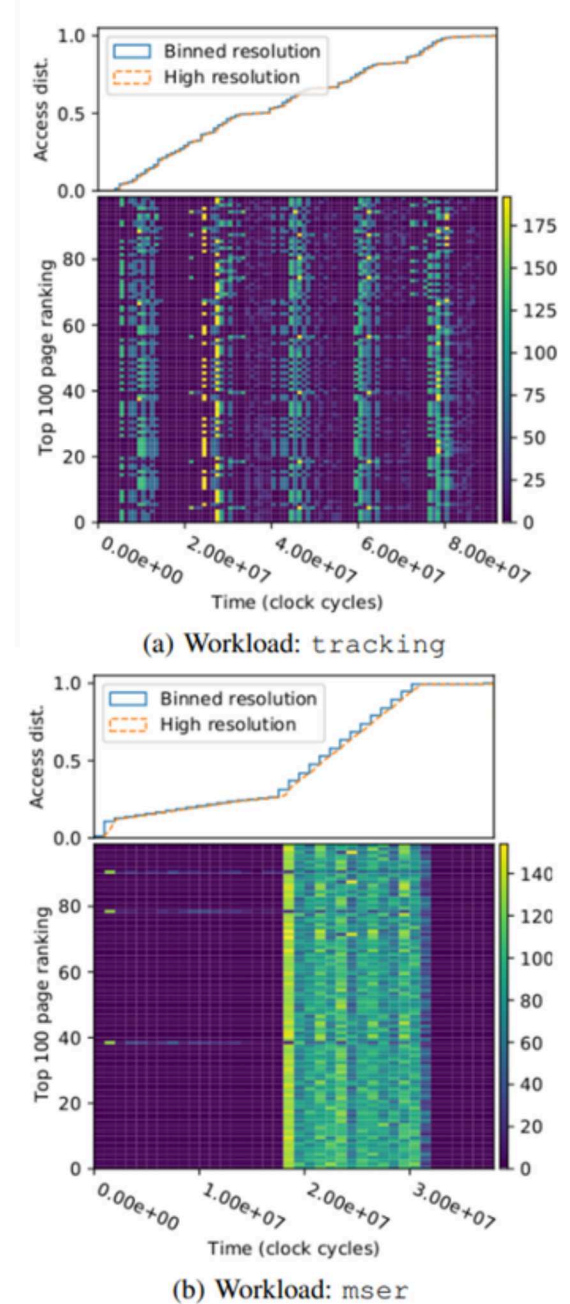 1.0
Binned resolution
High resolution
Access dist.
0.5
0.0
175
150
125
100
75
50
25
0
Top 100 page ranking
80
60
40
20
0
0.00e+00
2.00e+07
4.00e+07
6.00e+07
8.00e+07
Time (clock cycles)
(a) Workload: tracking
1.0
Binned resolution
High resolution
Access dist.
0.5
0.0
140
120
100
80
60
40
20
0
Top 100 page ranking
80
60
40
20
0
0.00e+00
1.00e+07
2.00e+07
3.00e+07
Time (clock cycles)
(b) Workload: mser